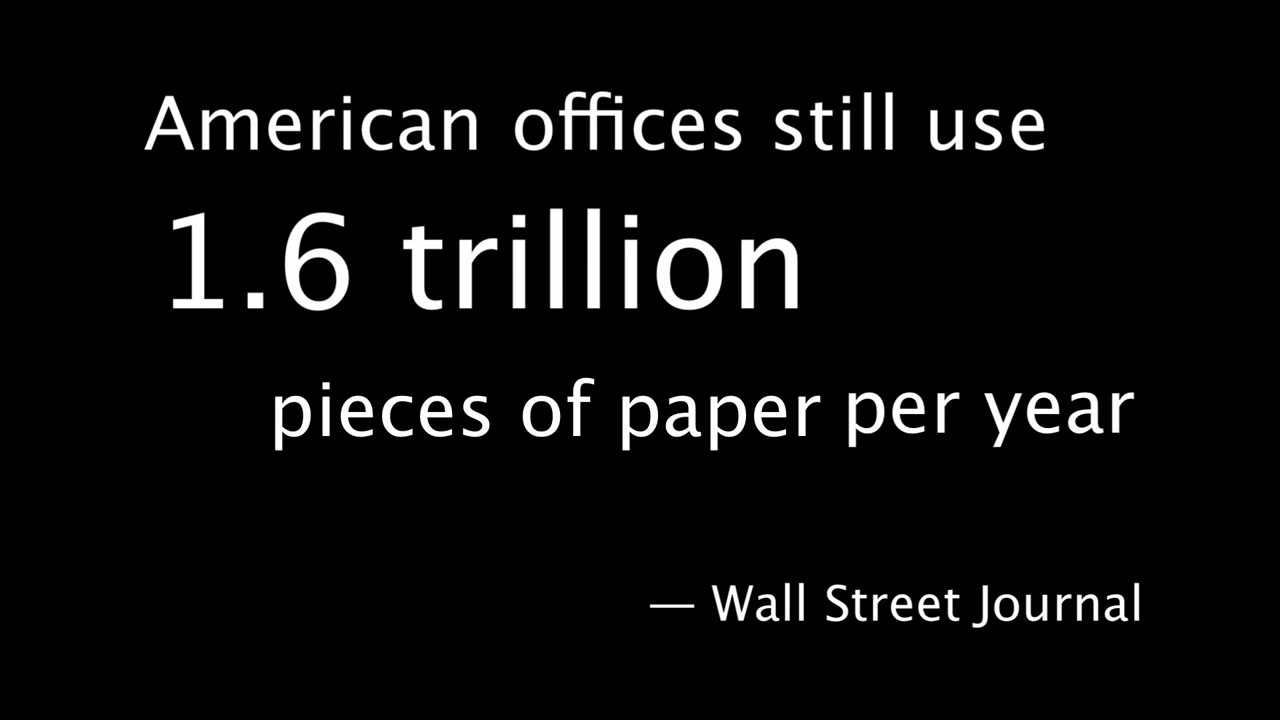 American offices still use
1.6 trillion
pieces of paper per year
— Wall Street Journal